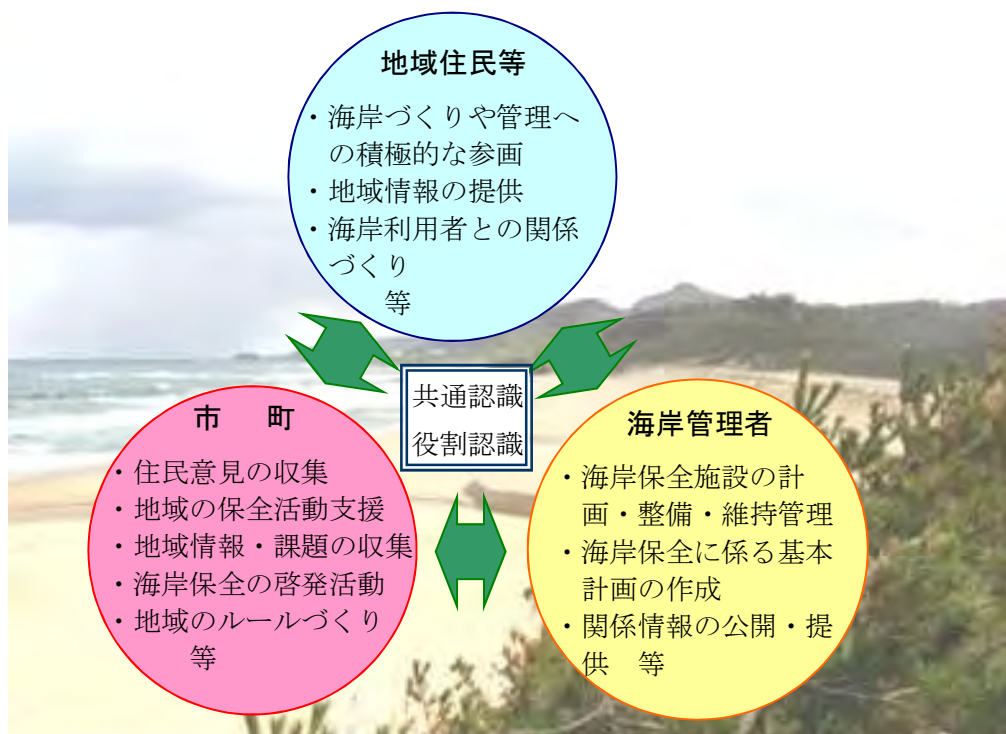 地域住民等
・海岸づくりや管理へ
の積極的な参画
・地域情報の提供
・海岸利用者との関係
づくり
等
共通認識
役割認識
市　町
・住民意見の収集
・地域の保全活動支援
・地域情報・課題の収集
・海岸保全の啓発活動
・地域のルールづくり
等
海岸管理者
・海岸保全施設の計
画・整備・維持管理
・海岸保全に係る基本
計画の作成
・関係情報の公開・提
供　等